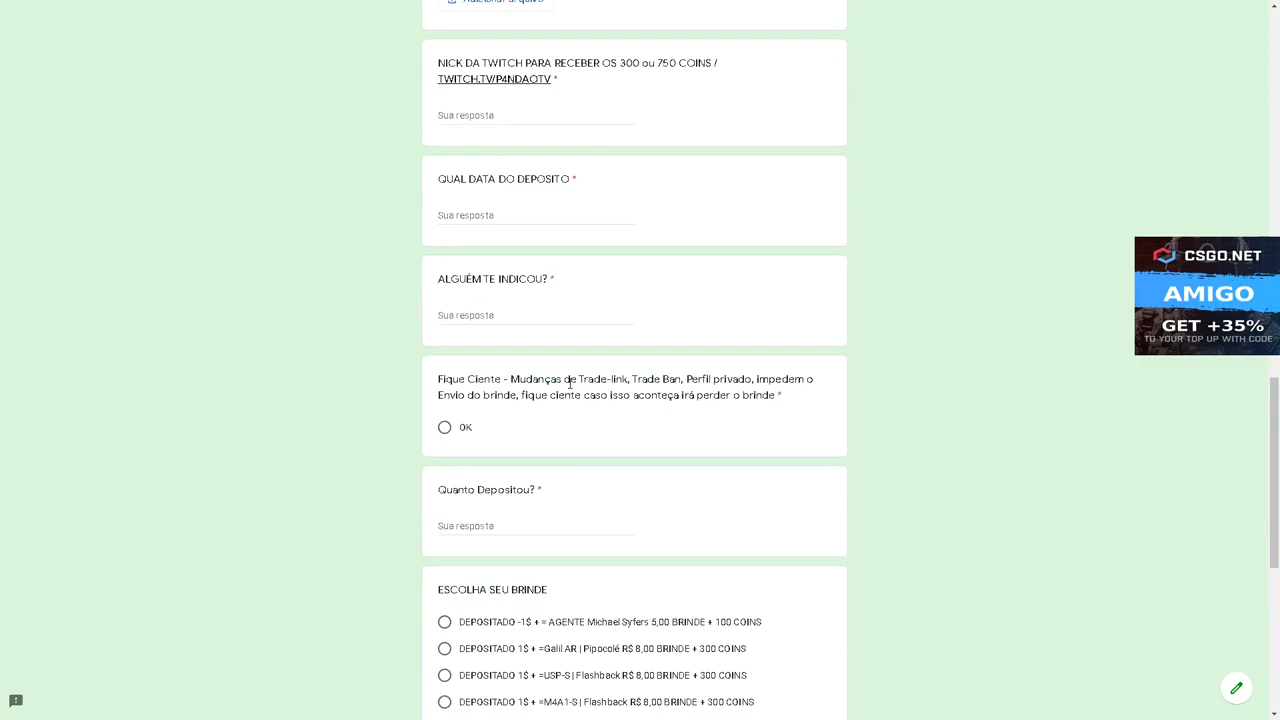 Adicionar arquivo
NICK DA TWITCH PARA RECEBER OS 300 ou 750 COINS /
TWITCH.TV/P4NDAOTV *
Sua resposta
QUAL DATA DO DEPOSITO *
Sua resposta
ALGUÉM TE INDICOU? *
Sua resposta
CSGO.NET
AMIGO
GET +35%
TO YOUR TOP UP WITH CODE
Fique Ciente - Mudanças de Trade-link, Trade Ban, Perfil privado, impedem o
Envio do brinde, fique ciente caso isso aconteça irá perder o brinde *
OK
Quanto Depositou? *
Sua resposta
ESCOLHA SEU BRINDE
DEPOSITADO -1$ + = AGENTE Michael Syfers 5,00 BRINDE + 100 COINS
DEPOSITADO 1$ + =Galil AR | Pipocolé R$ 8,00 BRINDE + 300 COINS
DEPOSITADO 1$ + =USP-S | Flashback R$ 8,00 BRINDE + 300 COINS
DEPOSITADO 1$ + =M4A1-S | Flashback R$ 8,00 BRINDE + 300 COINS